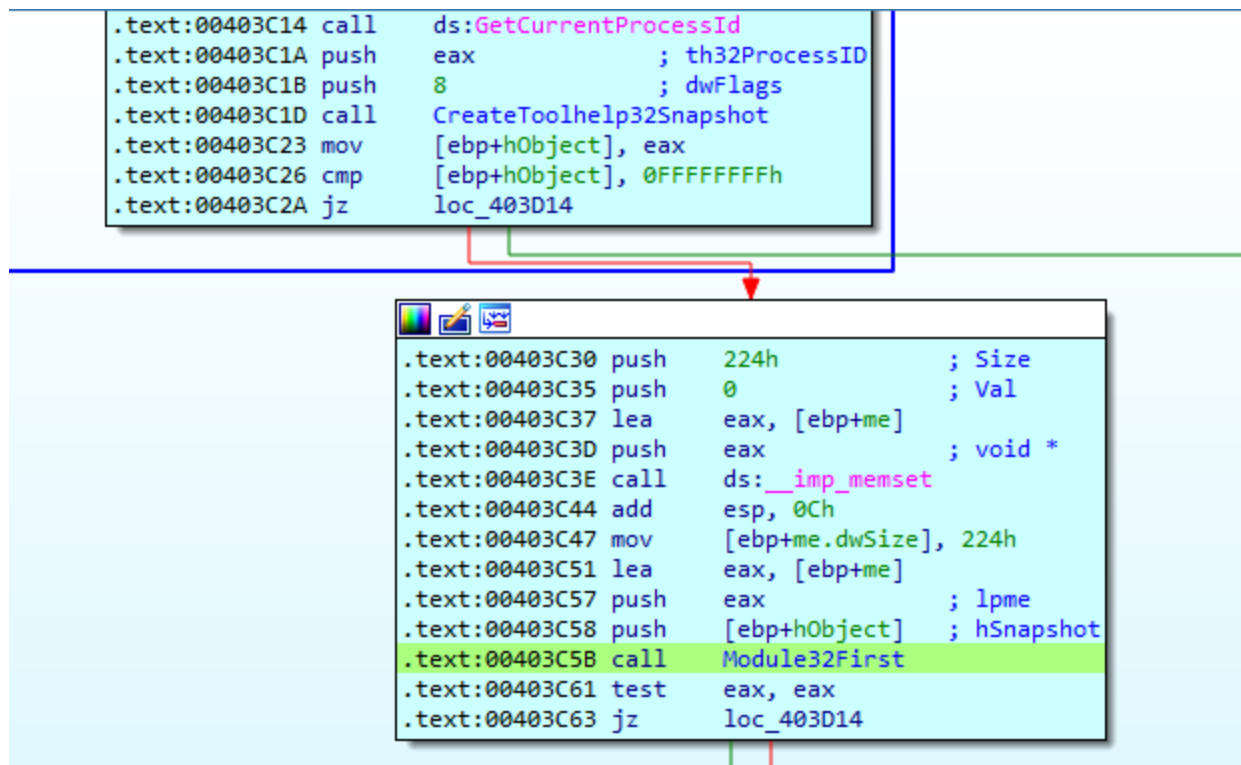 .text:00403C14 call ds:GetCurrentProcessId
.text:00403C1A push eax ; th32ProcessID
.text:00403C1B push 8 ; dwFlags
.text:00403C1D call CreateToolhelp32Snapshot
.text:00403C23 mov [ebp+hObject], eax
.text:00403C26 cmp [ebp+hObject], 0FFFFFFFFh
.text:00403C2A jz loc_403D14
.text:00403C30 push 224h ; Size
.text:00403C35 push 0 ; Val
.text:00403C37 lea eax, [ebp+me]
.text:00403C3D push eax ; void *
.text:00403C3E call ds:__imp_memset
.text:00403C44 add esp, 0Ch
.text:00403C47 mov [ebp+me.dwSize], 224h
.text:00403C51 lea eax, [ebp+me]
.text:00403C57 push eax ; lpme
.text:00403C58 push [ebp+hObject] ; hSnapshot
.text:00403C5B call Module32First
.text:00403C61 test eax, eax
.text:00403C63 jz loc_403D14